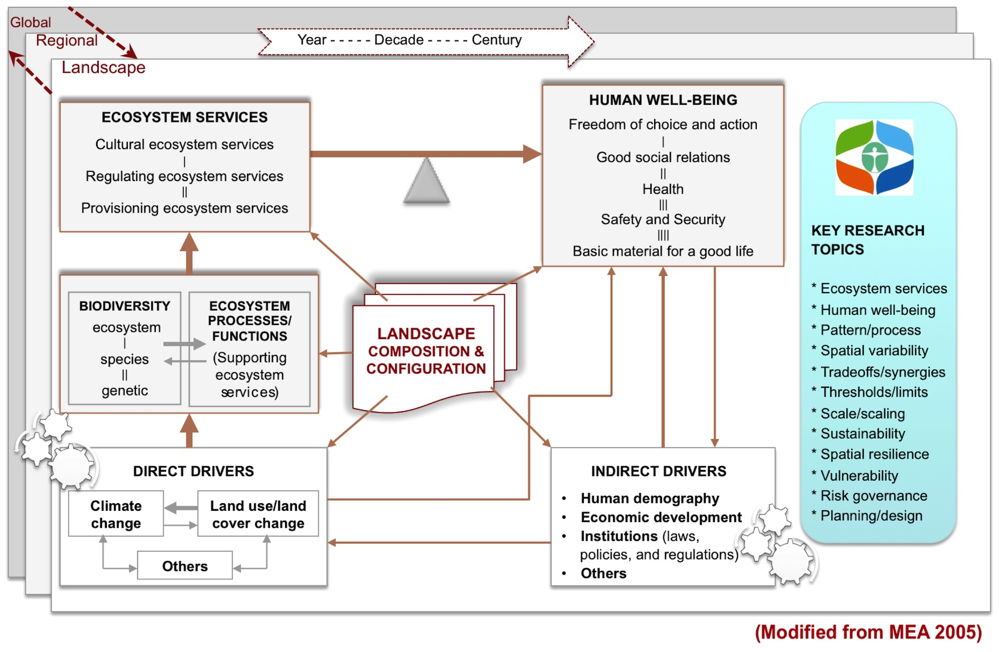 Global
Regional
Landscape
Year - - - - - Decade - - - - - Century
ECOSYSTEM SERVICES
Cultural ecosystem services
|
Regulating ecosystem services
||
Provisioning ecosystem services
HUMAN WELL-BEING
Freedom of choice and action
|
Good social relations
||
Health
|||
Safety and Security
||||
Basic material for a good life
BIODIVERSITY
ecosystem
|
species
||
genetic
ECOSYSTEM
PROCESSES/
FUNCTIONS
(Supporting
ecosystem
services)
LANDSCAPE
COMPOSITION &
CONFIGURATION
DIRECT DRIVERS
Climate
change
Land use/land
cover change
Others
INDIRECT DRIVERS
• Human demography
• Economic development
• Institutions (laws,
policies, and regulations)
• Others
KEY RESEARCH
TOPICS
* Ecosystem services
* Human well-being
* Pattern/process
* Spatial variability
* Tradeoffs/synergies
* Thresholds/limits
* Scale/scaling
* Sustainability
* Spatial resilience
* Vulnerability
* Risk governance
* Planning/design
(Modified from MEA 2005)